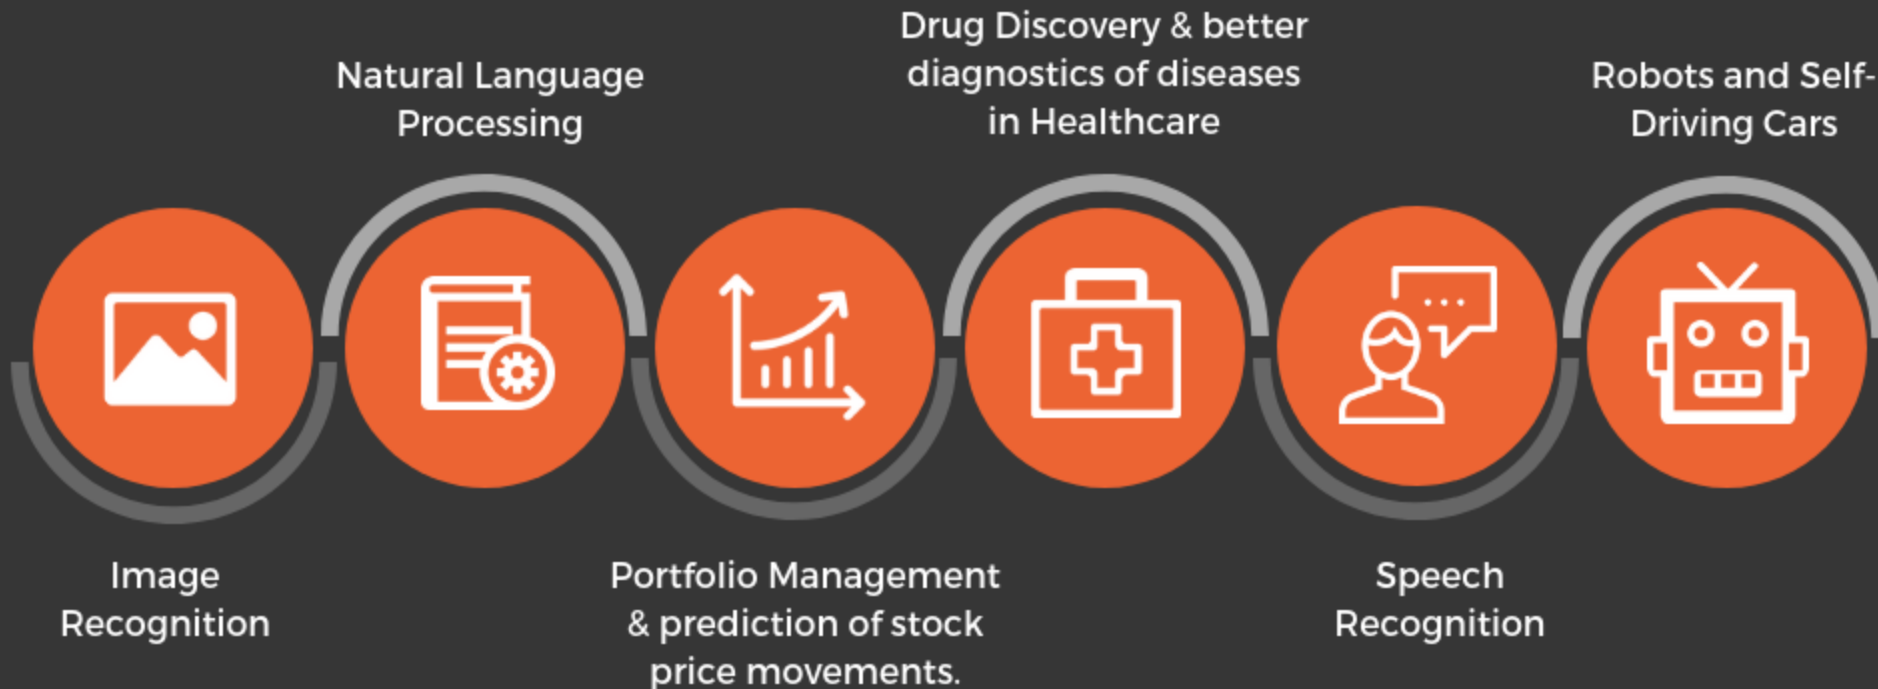 Image
Recognition
Natural Language
Processing
Portfolio Management
& prediction of stock
price movements.
Drug Discovery & better
diagnostics of diseases
in Healthcare
Speech
Recognition
Robots and Self-
Driving Cars